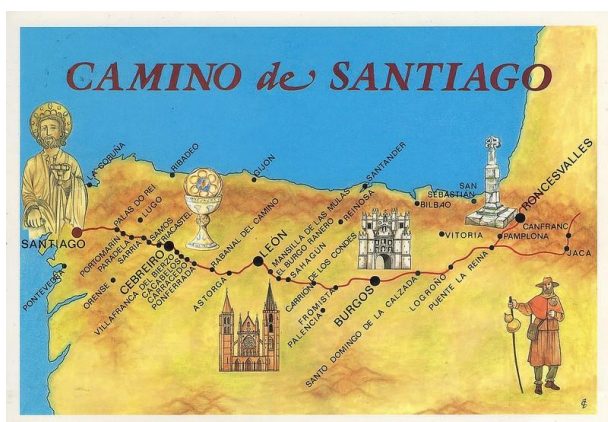 CAMINO de SANTIAGO
LA CORUÑA
RIBADEO
GIJON
SANTANDER
SAN
SEBASTIAN
BILBAO
RONCESVALLES
CANFRANC
PAMPLONA
JACA
VITORIA
PUENTE LA REINA
LOGROÑO
SANTO DOMINGO DE LA CALZADA
BURGOS
REINOSA
PALENCIA
FROMISTA
CARRION DE LOS CONDES
SAHAGUN
EL BURGO RANERO
MANSILLA DE LAS MULAS
LEÓN
ASTORGA
RABANAL DEL CAMINO
PONFERRADA
CARRACEDO
CACABELOS
VILLAFRANCA DEL BIERZO
CEBREIRO
TRIACASTEL
SAMOS
SARRIA
LUGO
PORTOMARIN
PALAS DO REI
ORENSE
SANTIAGO
PONTEVEDRA